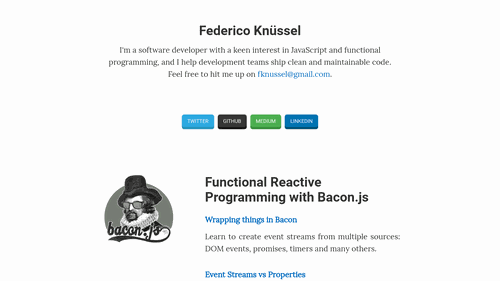 Federico Knüssel
I'm a software developer with a keen interest in JavaScript and functional
programming, and I help development teams ship clean and maintainable code.
Feel free to hit me up on fknussel@gmail.com.
TWITTER GITHUB MEDIUM LINKEDIN
bacon.js
Functional Reactive
Programming with Bacon.js
Wrapping things in Bacon
Learn to create event streams from multiple sources:
DOM events, promises, timers and many others.
Event Streams vs Properties